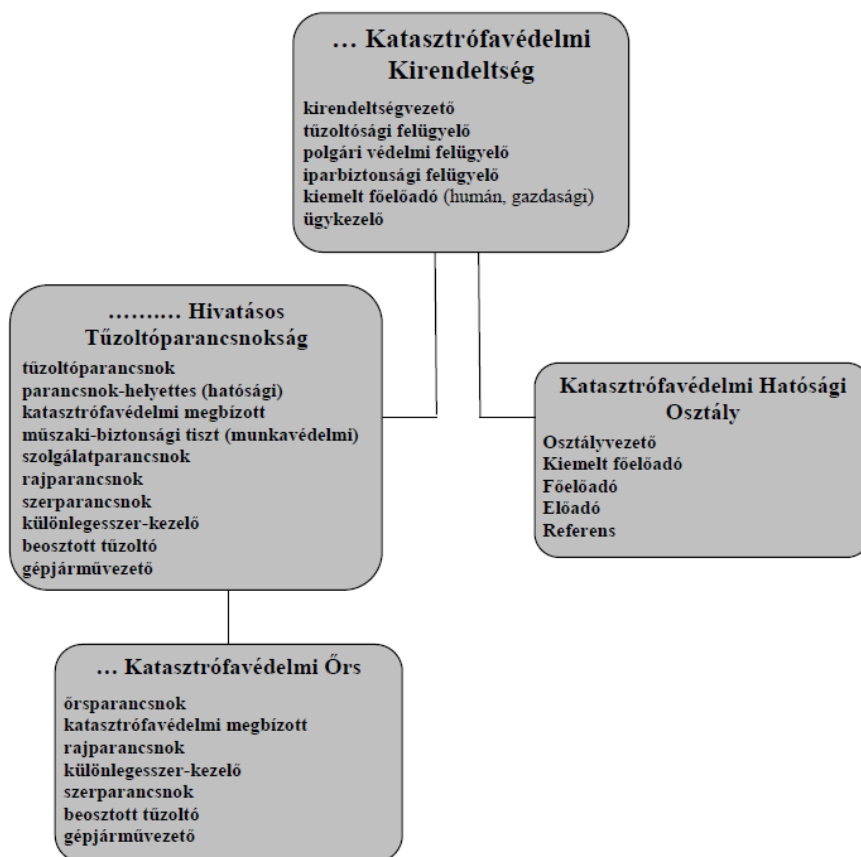 … Katasztrófavédelmi
Kirendeltség
kirendeltségvezető
tűzoltósági felügyelő
polgári védelmi felügyelő
iparbiztonsági felügyelő
kiemelt főelőadó (humán, gazdasági)
ügykezelő
……….… Hivatásos
Tűzoltóparancsnokság
tűzoltóparancsnok
parancsnok-helyettes (hatósági)
katasztrófavédelmi megbízott
műszaki-biztonsági tiszt (munkavédelmi)
szolgálatparancsnok
rajparancsnok
szerparancsnok
különlegesszer-kezelő
beosztott tűzoltó
gépjárművezető
Katasztrófavédelmi Hatósági
Osztály
Osztályvezető
Kiemelt főelőadó
Főelőadó
Előadó
Referens
… Katasztrófavédelmi Őrs
őrsparancsnok
katasztrófavédelmi megbízott
rajparancsnok
különlegesszer-kezelő
szerparancsnok
beosztott tűzoltó
gépjárművezető